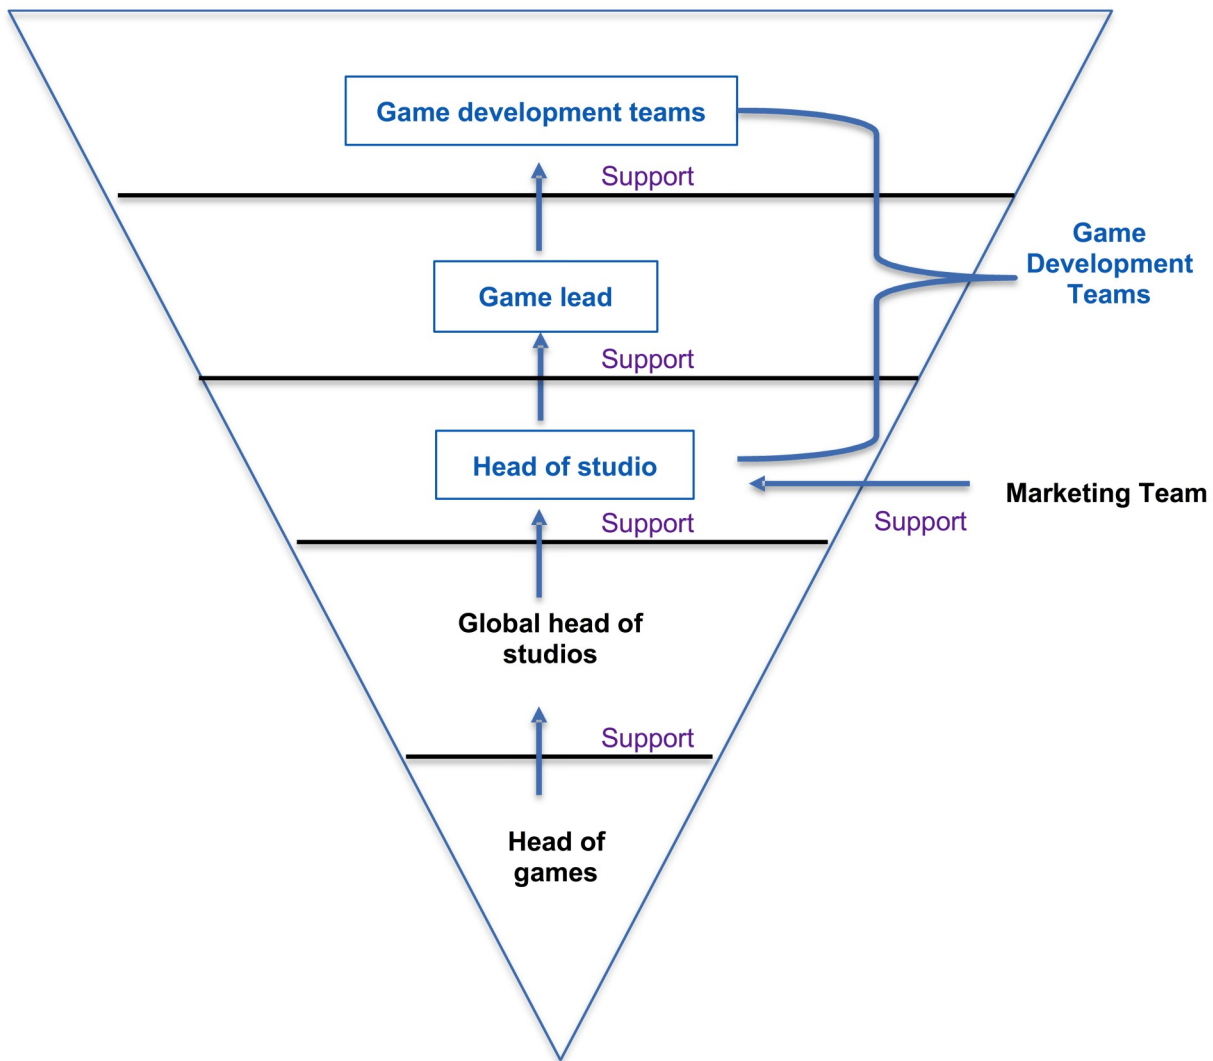 Game development teams
Support
Game
Development
Teams
Game lead
Support
Head of studio
Marketing Team
Support
Support
Global head of
studios
Support
Head of
games